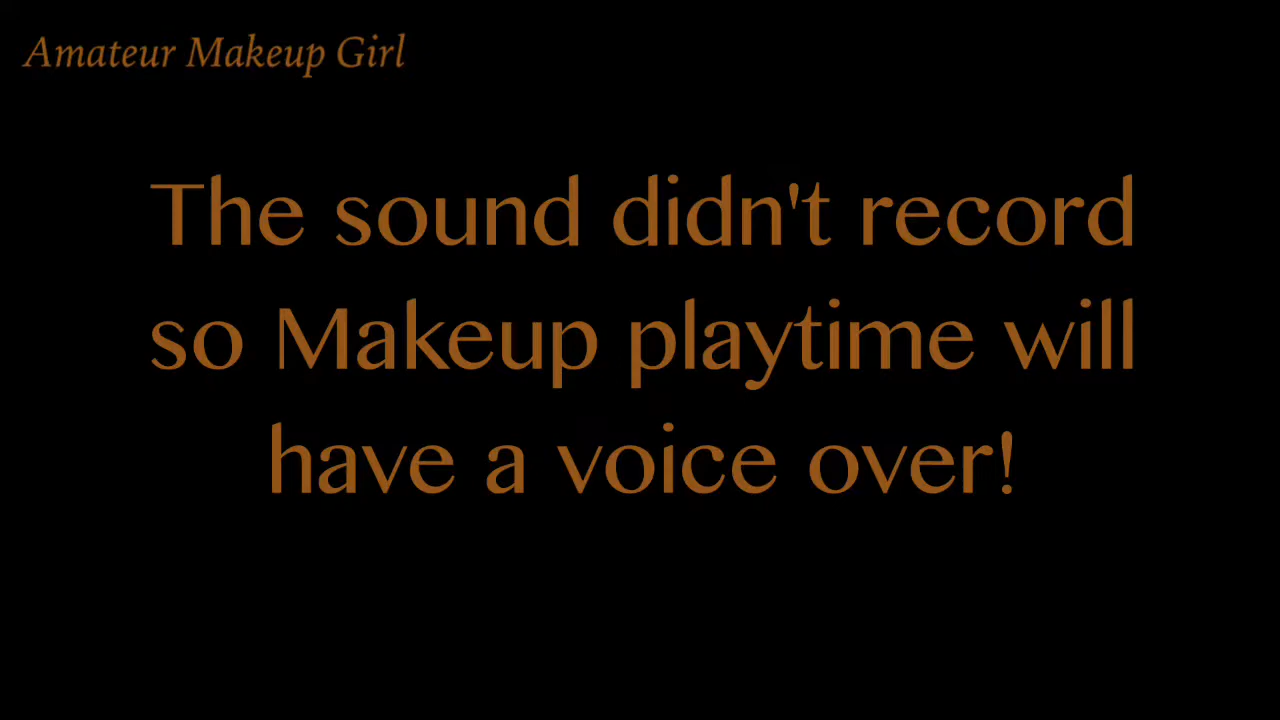 Amateur Makeup Girl
The sound didn't record
so Makeup playtime will
have a voice over!